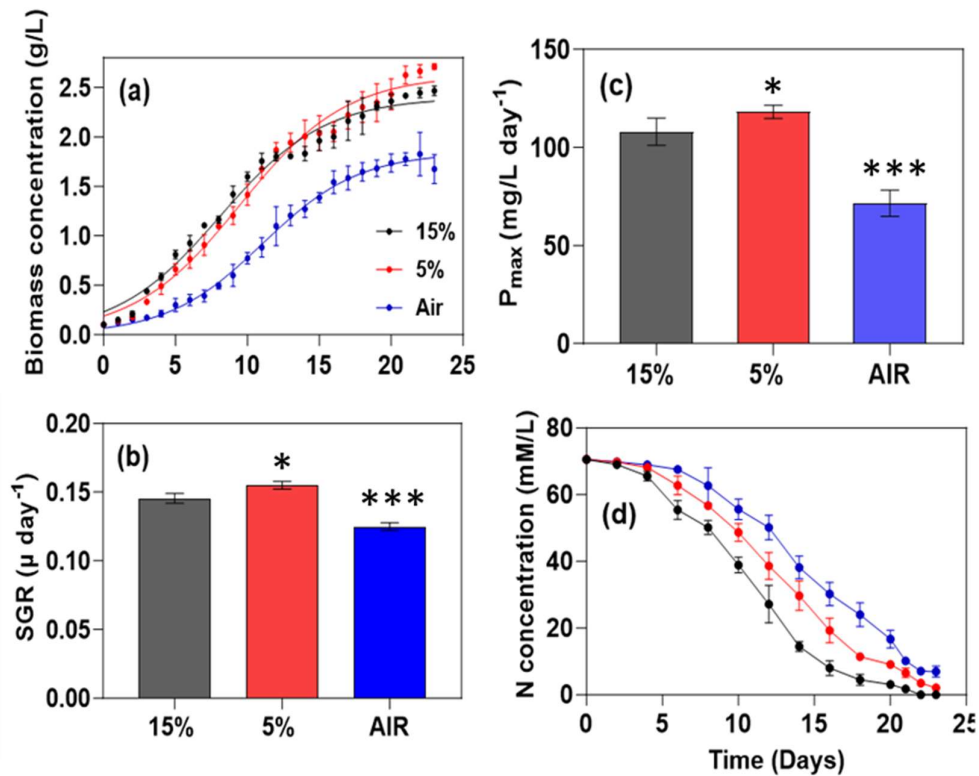 Biomass concentration (g/L)
2.5
2.0
1.5
1.0
0.5
0.0
(a)
15%
5%
Air
0 5 10 15 20 25
P_max (mg/L day⁻¹)
150
100
50
0
(c)
*
***
15% 5% AIR
SGR (µ day⁻¹)
0.20
0.15
0.10
0.05
0.00
(b)
*
***
15% 5% AIR
N concentration (mM/L)
80
60
40
20
0
(d)
0 5 10 15 20 25
Time (Days)